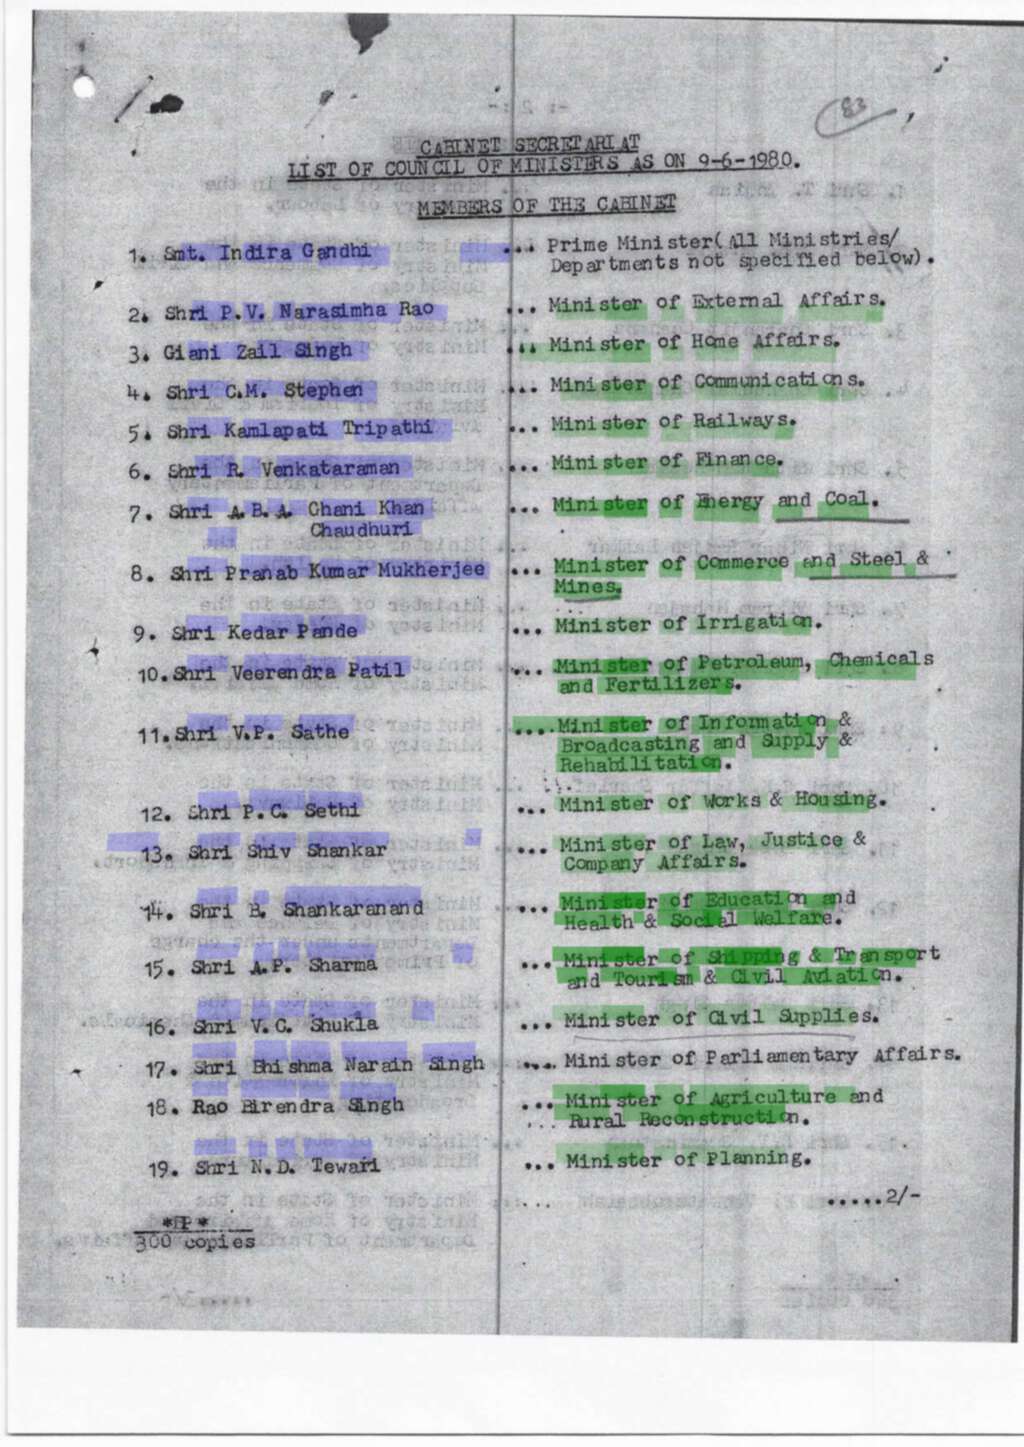 83
CABINET SECRETARIAT
LIST OF COUNCIL OF MINISTERS AS ON 9-6-1980.
MEMBERS OF THE CABINET
1. Smt. Indira Gandhi ... Prime Minister(All Ministries/
Departments not specified below).
2. Shri P.V. Narasimha Rao ... Minister of External Affairs.
3. Giani Zail Singh ... Minister of Home Affairs.
4. Shri C.M. Stephen ... Minister of Communications.
5. Shri Kamlapati Tripathi ... Minister of Railways.
6. Shri R. Venkataraman ... Minister of Finance.
7. Shri A.B.A. Ghani Khan ... Minister of Energy and Coal.
Chaudhuri
8. Shri Pranab Kumar Mukherjee ... Minister of Commerce and Steel &
Mines.
9. Shri Kedar Pande ... Minister of Irrigation.
10. Shri Veerendra Patil ... Minister of Petroleum, Chemicals
and Fertilizers.
11. Shri V.P. Sathe .... Minister of Information &
Broadcasting and Supply &
Rehabilitation.
12. Shri P.C. Sethi ... Minister of Works & Housing.
13. Shri Shiv Shankar ... Minister of Law, Justice &
Company Affairs.
14. Shri B. Shankaranand ... Minister of Education and
Health & Social Welfare.
15. Shri A.P. Sharma ... Minister of Shipping & Transport
and Tourism & Civil Aviation.
16. Shri V.C. Shukla ... Minister of Civil Supplies.
17. Shri Bhishma Narain Singh .... Minister of Parliamentary Affairs.
18. Rao Birendra Singh ... Minister of Agriculture and
... Rural Reconstruction.
19. Shri N.D. Tewari ... Minister of Planning.
.....2/-
300 copies